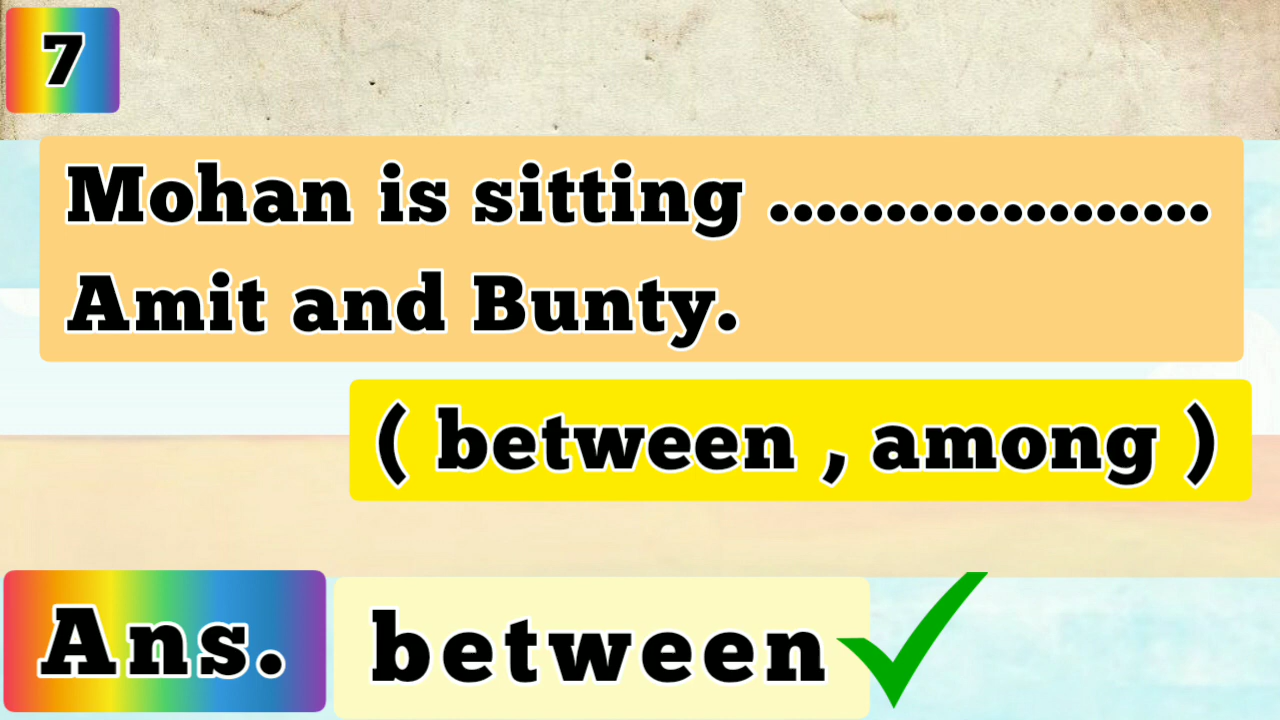 7
Mohan is sitting ...................
Amit and Bunty.
( between , among )
Ans. between